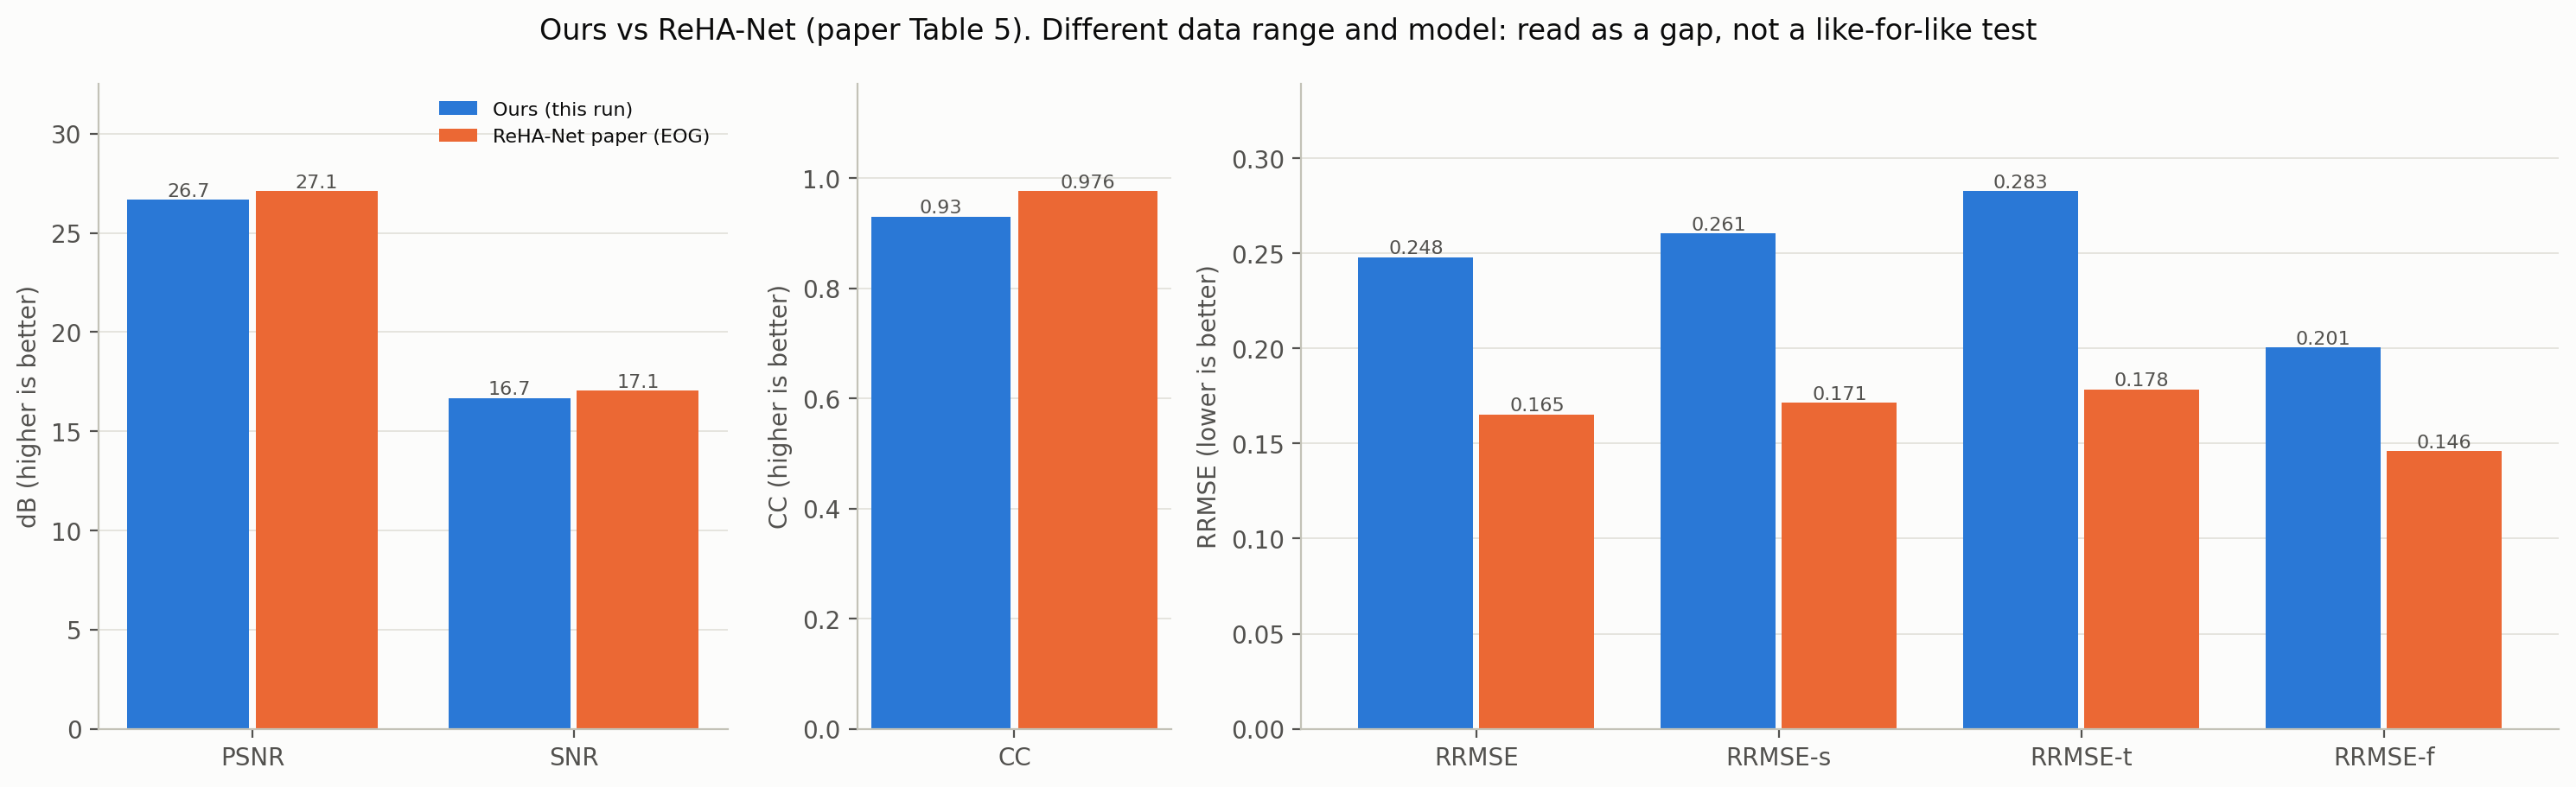 Ours vs ReHA-Net (paper Table 5). Different data range and model: read as a gap, not a like-for-like test
Ours (this run)
ReHA-Net paper (EOG)
dB (higher is better)
30
25
20
15
10
5
0
26.7
27.1
16.7
17.1
PSNR
SNR
CC (higher is better)
1.0
0.8
0.6
0.4
0.2
0.0
0.93
0.976
CC
RRMSE (lower is better)
0.30
0.25
0.20
0.15
0.10
0.05
0.00
0.248
0.165
0.261
0.171
0.283
0.178
0.201
0.146
RRMSE
RRMSE-s
RRMSE-t
RRMSE-f